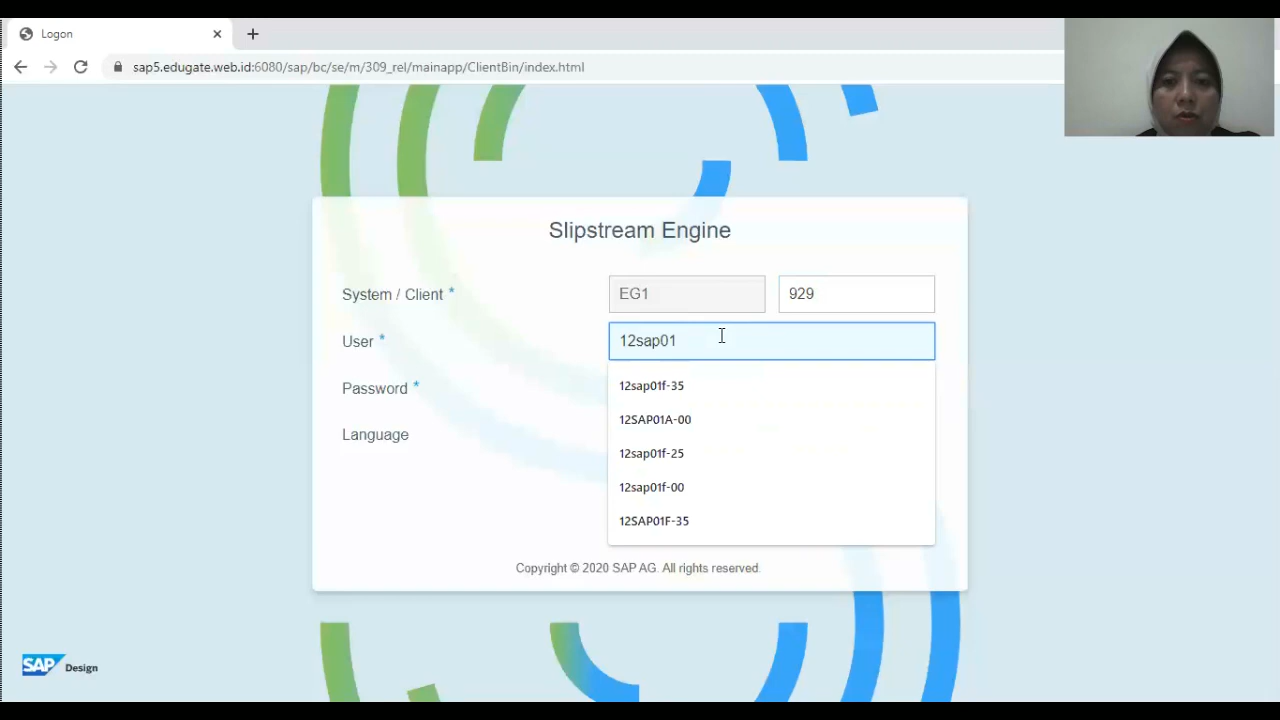 Logon
sap5.edugate.web.id:6080/sap/bc/se/m/309_rel/mainapp/ClientBin/index.html
Slipstream Engine
System / Client * EG1 929
User * 12sap01
Password *
Language
12sap01f-35
12SAP01A-00
12sap01f-25
12sap01f-00
12SAP01F-35
Copyright © 2020 SAP AG. All rights reserved.
SAP Design